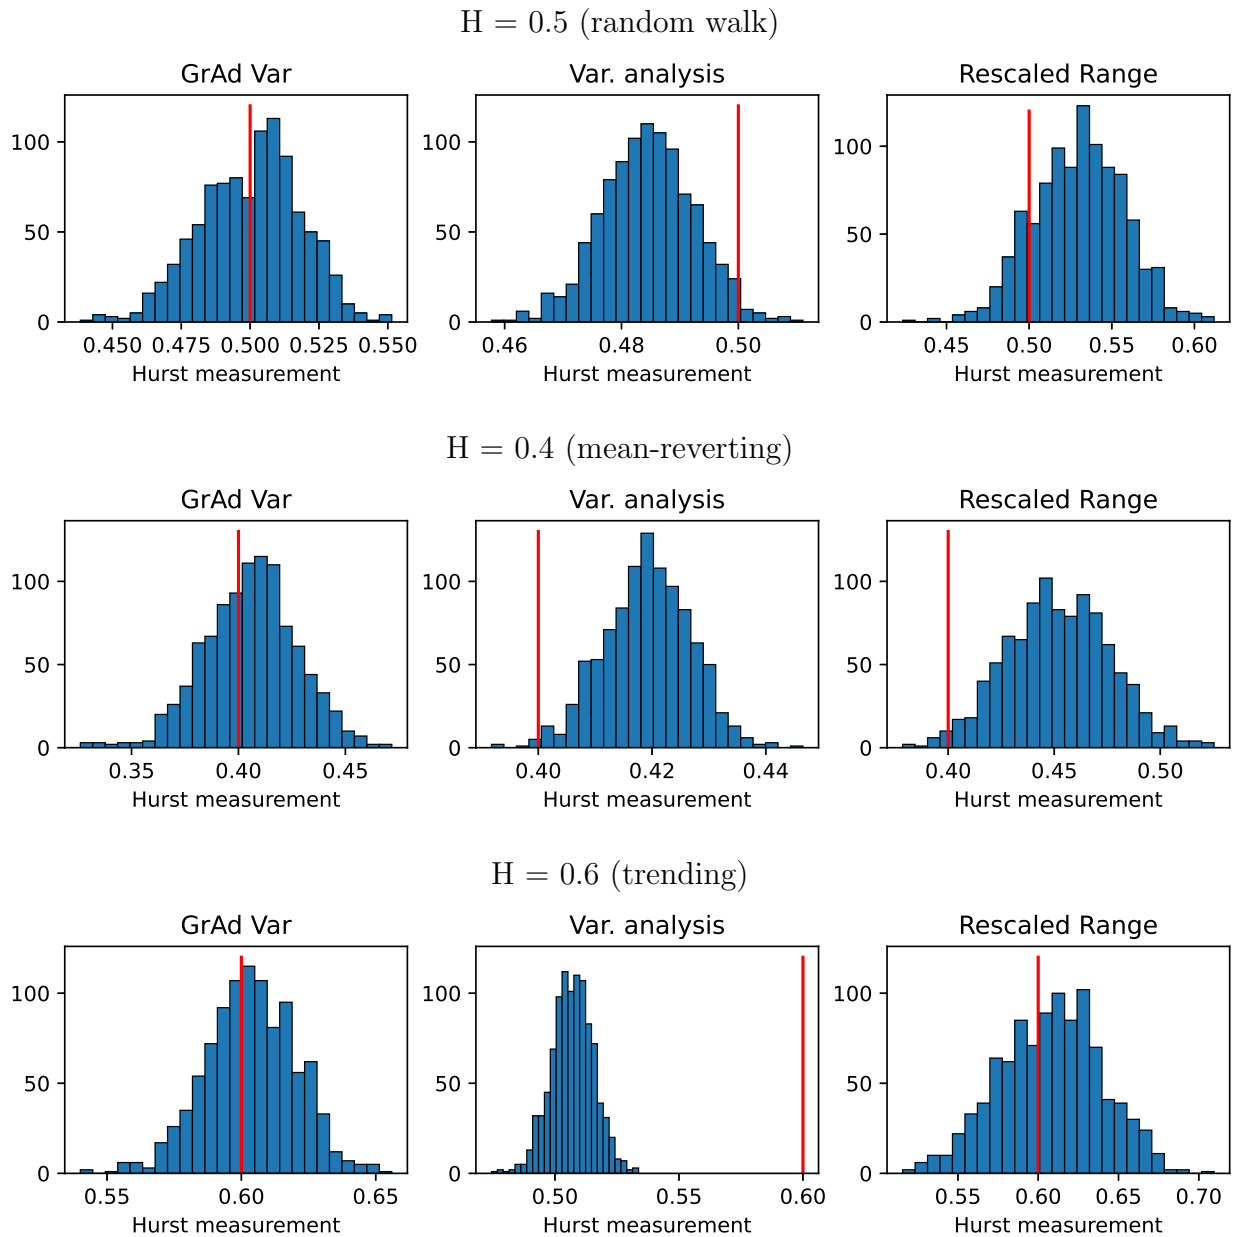 H = 0.5 (random walk)
GrAd Var Var. analysis Rescaled Range
100 100 100
50 50 50
0 0 0
0.450 0.475 0.500 0.525 0.550 0.46 0.48 0.50 0.45 0.50 0.55 0.60
Hurst measurement Hurst measurement Hurst measurement
H = 0.4 (mean-reverting)
GrAd Var Var. analysis Rescaled Range
100 100 100
50 50 50
0 0 0
0.35 0.40 0.45 0.40 0.42 0.44 0.40 0.45 0.50
Hurst measurement Hurst measurement Hurst measurement
H = 0.6 (trending)
GrAd Var Var. analysis Rescaled Range
100 100 100
50 50 50
0 0 0
0.55 0.60 0.65 0.50 0.55 0.60 0.55 0.60 0.65 0.70
Hurst measurement Hurst measurement Hurst measurement